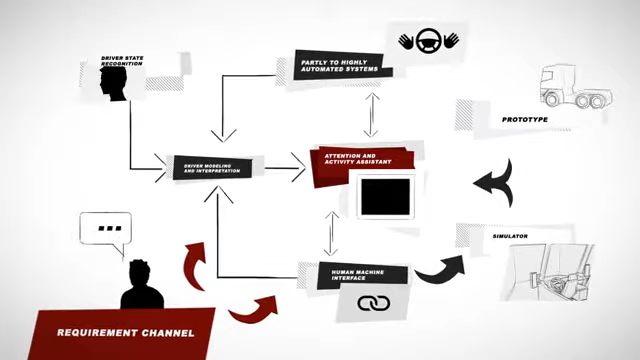 DRIVER STATE
RECOGNITION
PARTLY TO HIGHLY
AUTOMATED SYSTEMS
PROTOTYPE
DRIVER MODELING
AND INTERPRETATION
ATTENTION AND
ACTIVITY ASSISTANT
SIMULATOR
HUMAN MACHINE
INTERFACE
REQUIREMENT CHANNEL